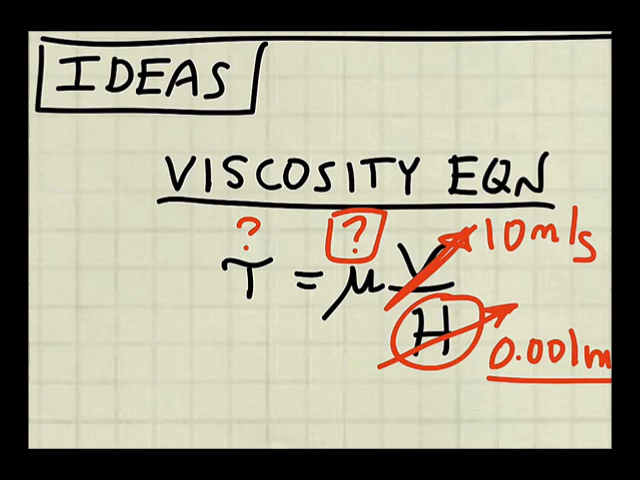 IDEAS
VISCOSITY EQN
? ? 10m/s
τ = μ V
H
0.001m